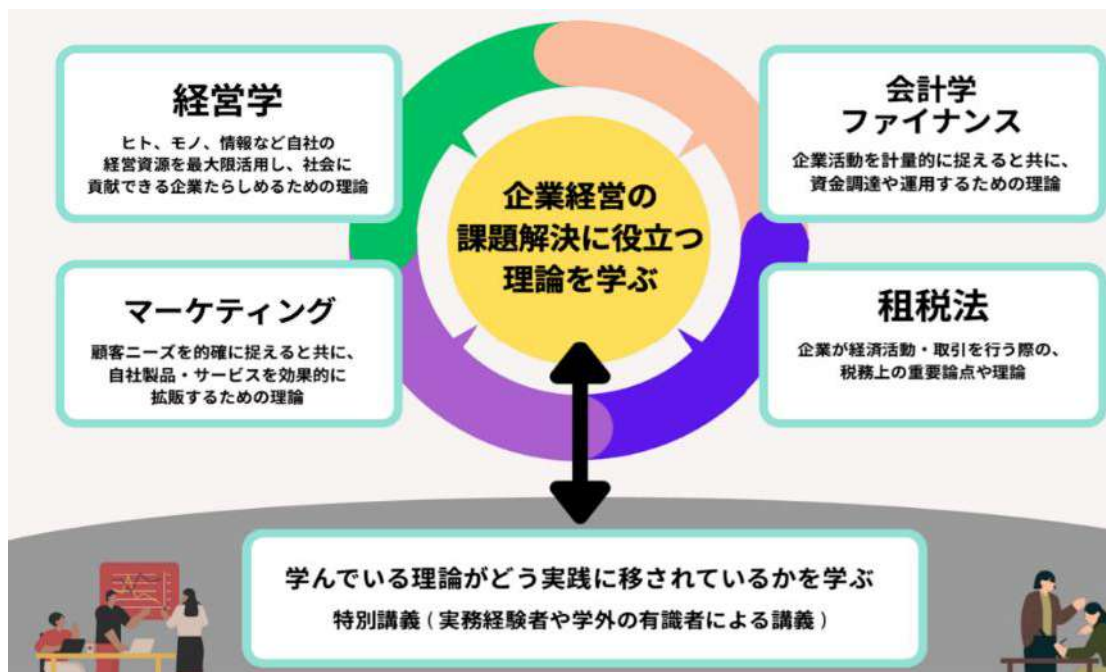 経営学
ヒト、モノ、情報など自社の
経営資源を最大限活用し、社会に
貢献できる企業たらしめるための理論
会計学
ファイナンス
企業活動を計量的に捉えると共に、
資金調達や運用するための理論
企業経営の
課題解決に役立つ
理論を学ぶ
マーケティング
顧客ニーズを的確に捉えると共に、
自社製品・サービスを効果的に
拡販するための理論
租税法
企業が経済活動・取引を行う際の、
税務上の重要論点や理論
学んでいる理論がどう実践に移されているかを学ぶ
特別講義(実務経験者や学外の有識者による講義)